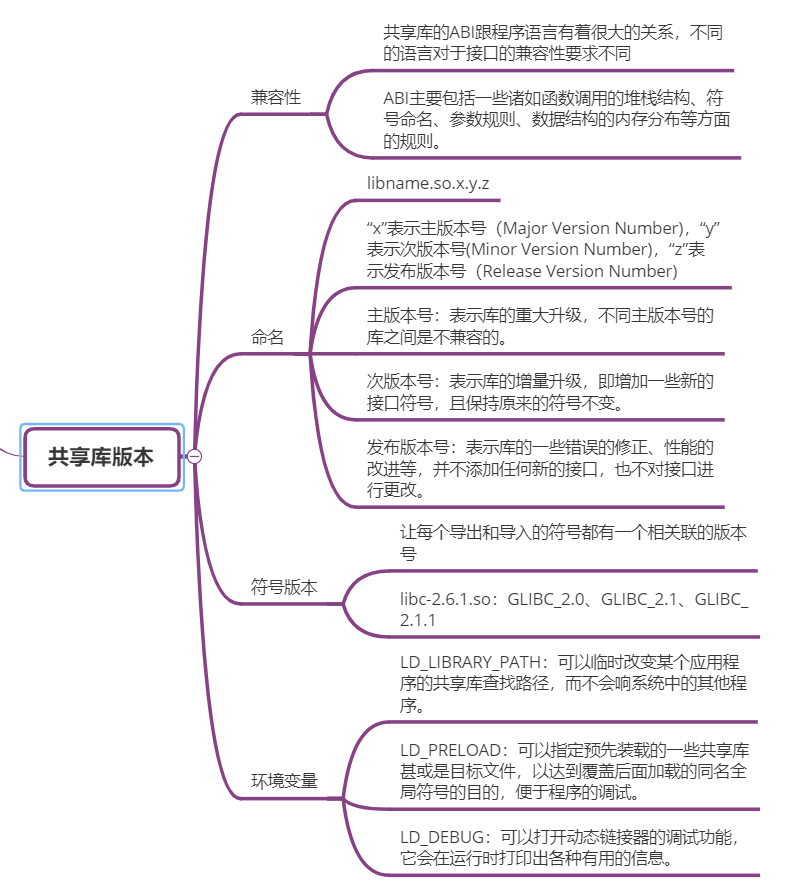 共享库的ABI跟程序语言有着很大的关系，不同
的语言对于接口的兼容性要求不同
兼容性
ABI主要包括一些诸如函数调用的堆栈结构、符
号命名、参数规则、数据结构的内存分布等方面
的规则。
libname.so.x.y.z
“x”表示主版本号（Major Version Number)，“y”
表示次版本号(Minor Version Number)，“z”表
示发布版本号（Release Version Number)
命名
主版本号：表示库的重大升级，不同主版本号的
库之间是不兼容的。
次版本号：表示库的增量升级，即增加一些新的
接口符号，且保持原来的符号不变。
发布版本号：表示库的一些错误的修正、性能的
改进等，并不添加任何新的接口，也不对接口进
行更改。
共享库版本
让每个导出和导入的符号都有一个相关联的版本
号
符号版本
libc-2.6.1.so：GLIBC_2.0、GLIBC_2.1、GLIBC_
2.1.1
LD_LIBRARY_PATH：可以临时改变某个应用程
序的共享库查找路径，而不会响系统中的其他程
序。
环境变量
LD_PRELOAD：可以指定预先装载的一些共享库
甚或是目标文件，以达到覆盖后面加载的同名全
局符号的目的，便于程序的调试。
LD_DEBUG：可以打开动态链接器的调试功能，
它会在运行时打印出各种有用的信息。